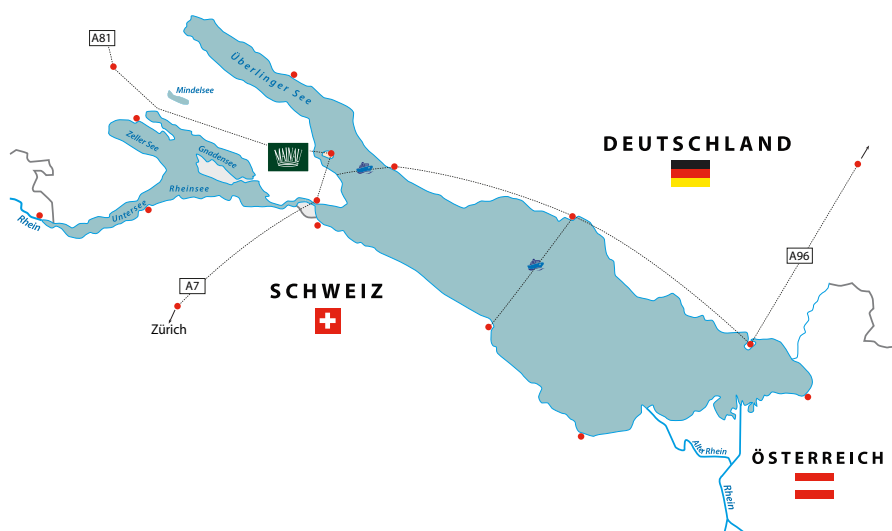 A81
Überlinger See
Mindelsee
Zeller See
Gnadensee
MAINAU
DEUTSCHLAND
Rheinsee
Untersee
Rhein
A96
A7
SCHWEIZ
Zürich
Alter Rhein
ÖSTERREICH
Rhein